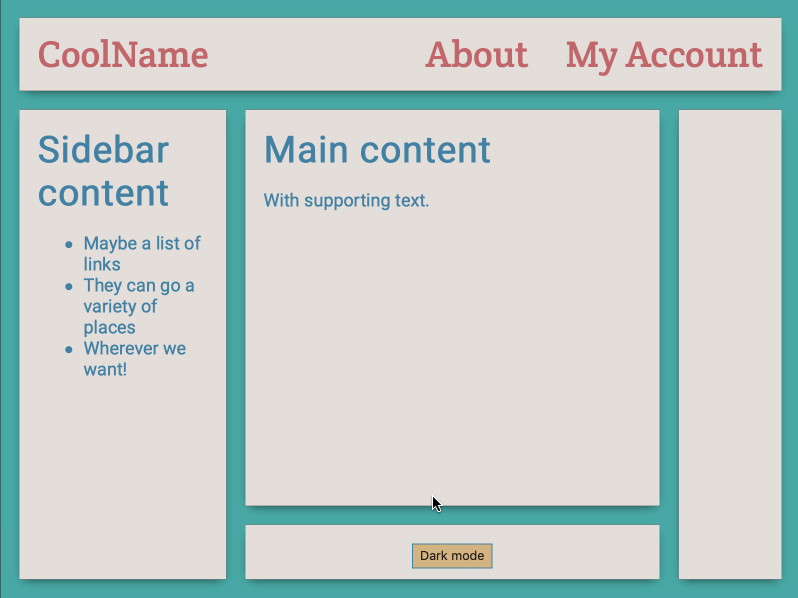 CoolName About My Account
Sidebar
content
Maybe a list of
links
They can go a
variety of
places
Wherever we
want!
Main content
With supporting text.
Dark mode